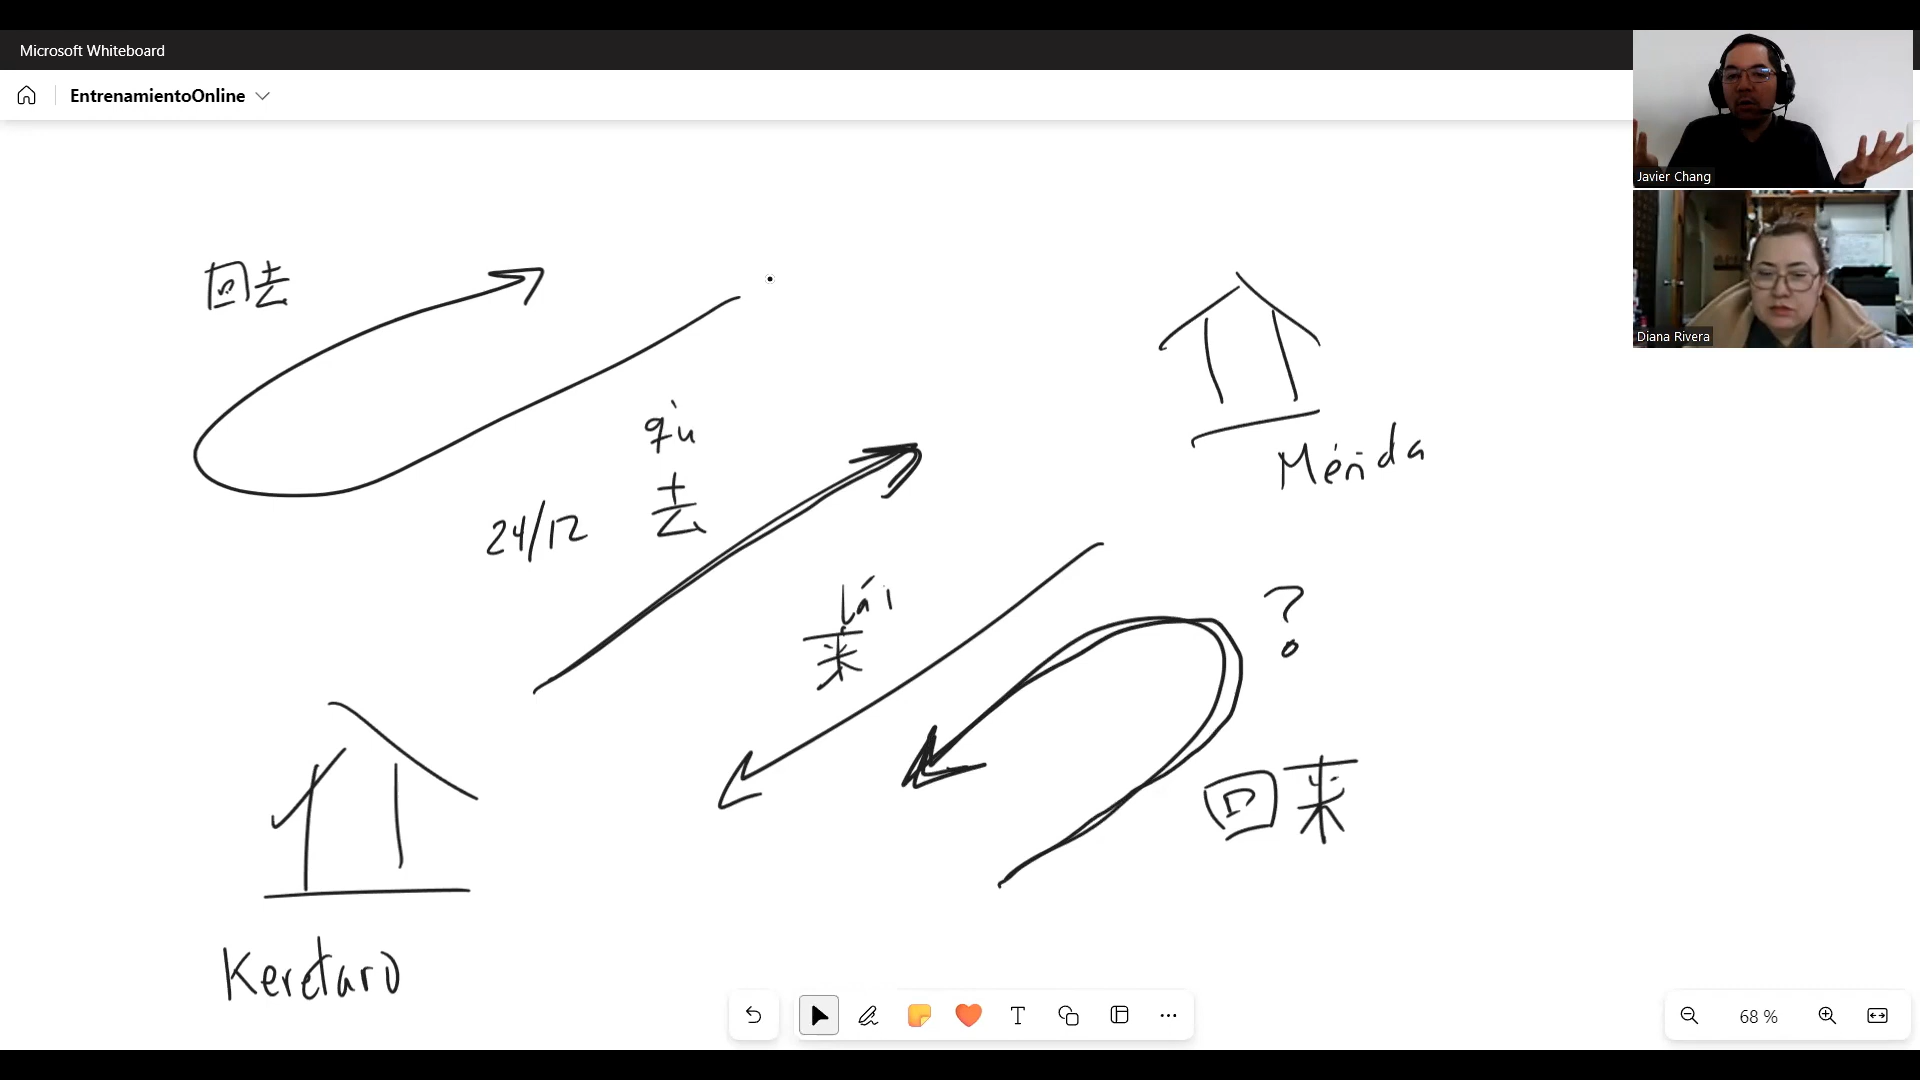 Microsoft Whiteboard
EntrenamientoOnline
Javier Chang
Diana Rivera
回去
qù
去
24/12
Mérida
lái
来
?
回来
Keretaro
68 %